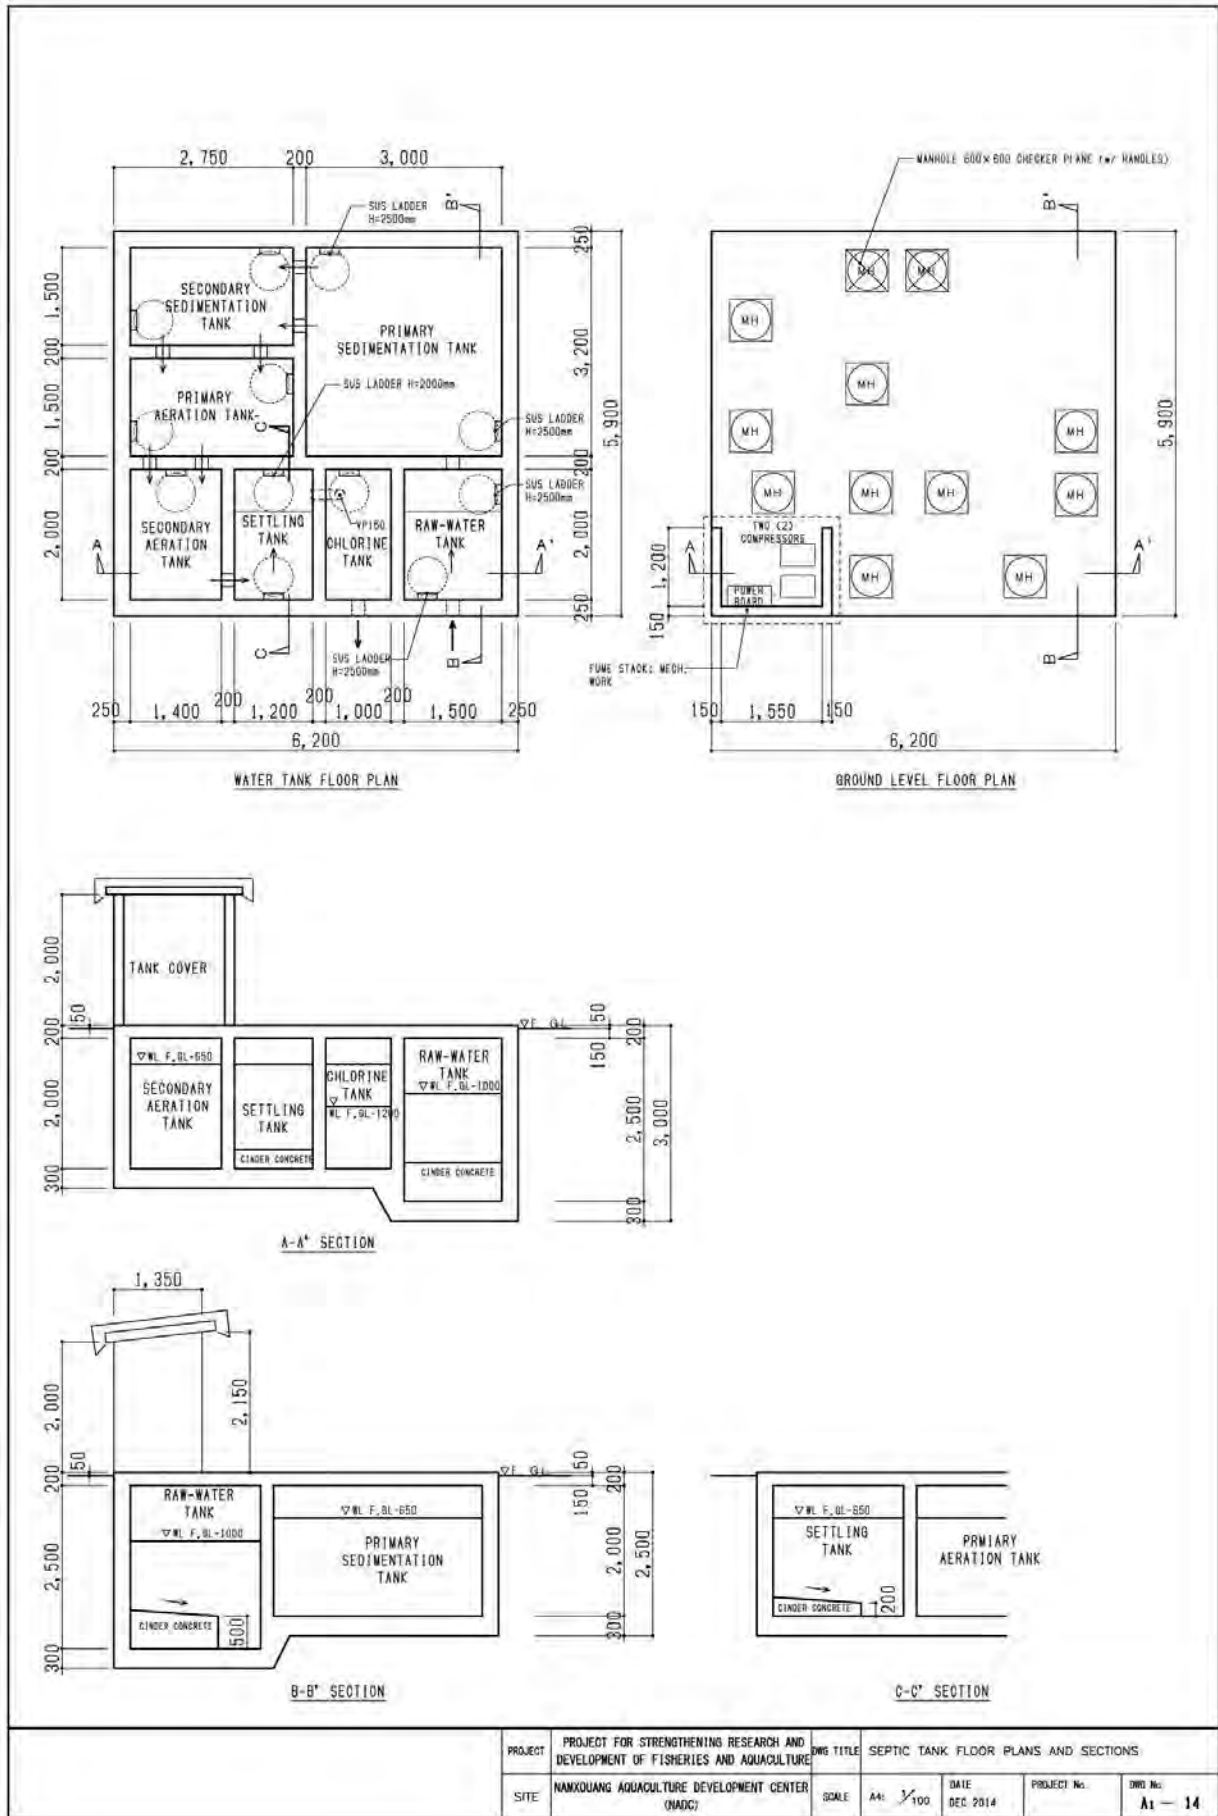 2,750
200
3,000
SUS LADDER
H=2500mm
B'
250
1,500
SECONDARY
SEDIMENTATION
TANK
PRIMARY
SEDIMENTATION TANK
3,200
200
SUS LADDER H=2000mm
1,500
PRIMARY
AERATION TANK
C
SUS LADDER
H=2500mm
5,900
200
200
SUS LADDER
H=2500mm
2,000
SECONDARY
AERATION
TANK
SETTLING
TANK
VP150
CHLORINE
TANK
RAW-WATER
TANK
2,000
A
A'
250
C
SUS LADDER
H=2500mm
B
250
1,400
200
1,200
200
1,000
200
1,500
250
6,200
WATER TANK FLOOR PLAN
MANHOLE 600×600 CHECKER PLANE (w/ HANDLES)
B'
MH
MH
MH
MH
MH
MH
5,900
MH
MH
MH
MH
TWO (2)
COMPRESSORS
A
A'
1,200
POWER
BOARD
MH
MH
150
B
FUME STACK: MECH.
WORK
150
1,550
150
6,200
GROUND LEVEL FLOOR PLAN
2,000
TANK COVER
50
▽F.GL
50
200
150
200
▽WL F.GL-650
SECONDARY
AERATION
TANK
SETTLING
TANK
CINDER CONCRETE
CHLORINE
TANK
▽
WL F.GL-1200
RAW-WATER
TANK
▽WL F.GL-1000
CINDER CONCRETE
2,000
2,500
3,000
300
300
A-A' SECTION
1,350
2,000
2,150
50
▽F.GL
50
200
150
200
RAW-WATER
TANK
▽WL F.GL-1000
▽WL F.GL-650
PRIMARY
SEDIMENTATION
TANK
2,500
2,000
2,500
CINDER CONCRETE
500
300
300
B-B' SECTION
▽WL F.GL-650
SETTLING
TANK
PRMIARY
AERATION TANK
CINDER CONCRETE
200
C-C' SECTION
PROJECT
PROJECT FOR STRENGTHENING RESEARCH AND
DEVELOPMENT OF FISHERIES AND AQUACULTURE
DWG TITLE
SEPTIC TANK FLOOR PLANS AND SECTIONS
SITE
NAMXOUANG AQUACULTURE DEVELOPMENT CENTER
(NADC)
SCALE
A4: 1/100
DATE
DEC 2014
PROJECT No.
DWG No.
A1 — 14